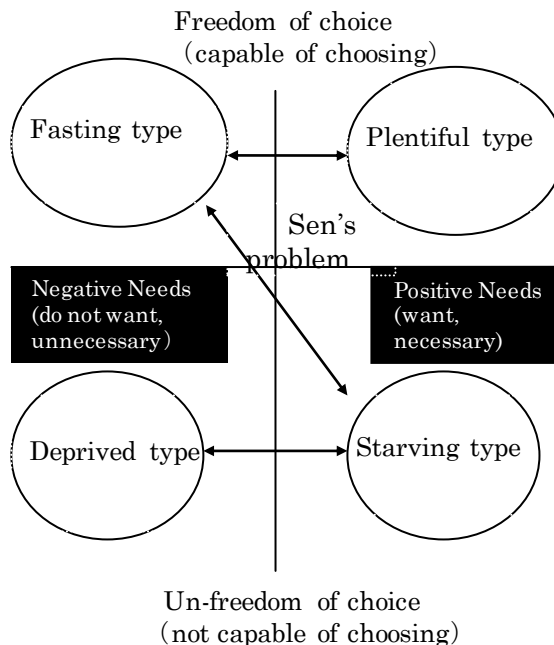 Freedom of choice
（capable of choosing）
Fasting type
Plentiful type
Sen's
problem
Negative Needs
(do not want,
unnecessary）
Positive Needs
(want,
necessary)
Deprived type
Starving type
Un-freedom of choice
（not capable of choosing）